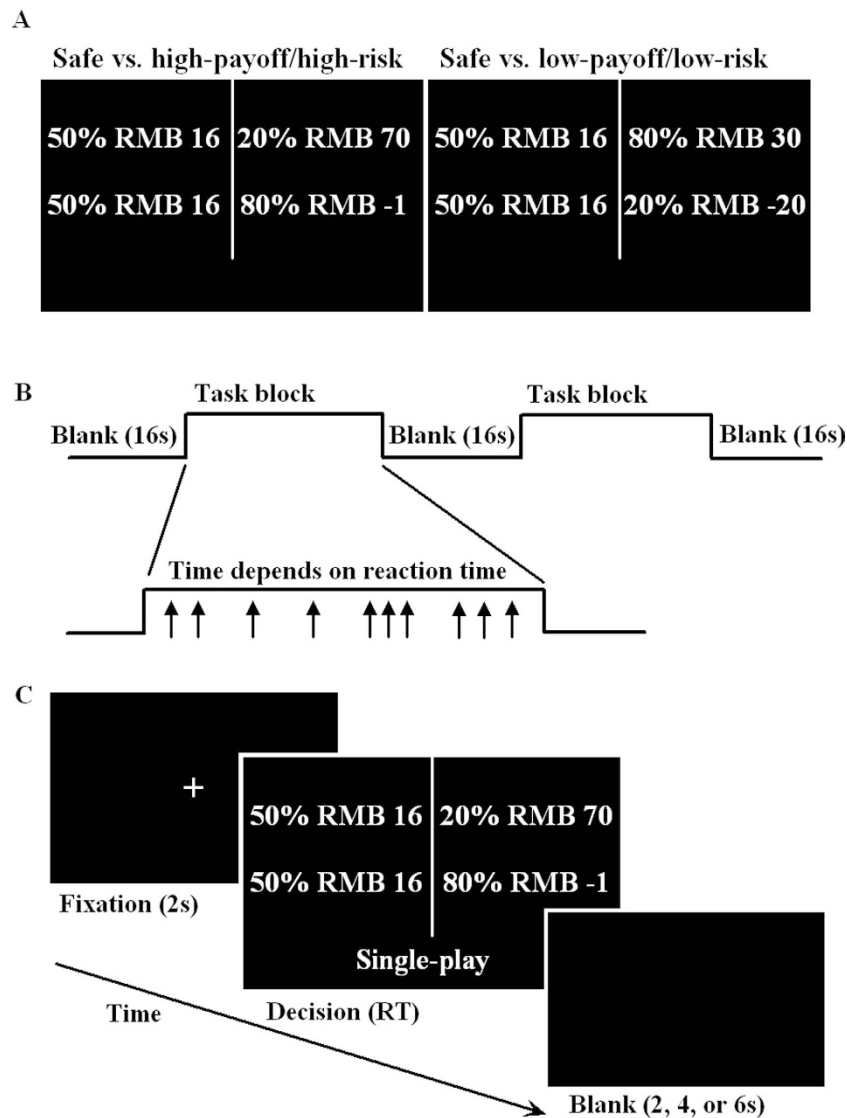 A
Safe vs. high-payoff/high-risk Safe vs. low-payoff/low-risk
50% RMB 16 20% RMB 70 50% RMB 16 80% RMB 30
50% RMB 16 80% RMB -1 50% RMB 16 20% RMB -20
B
Task block Task block
Blank (16s) Blank (16s) Blank (16s)
Time depends on reaction time
C
+
50% RMB 16 20% RMB 70
50% RMB 16 80% RMB -1
Fixation (2s)
Single-play
Time Decision (RT)
Blank (2, 4, or 6s)